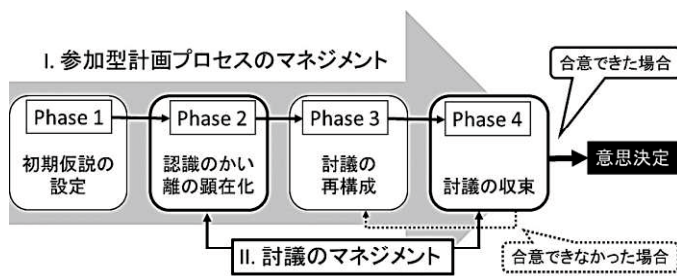 I. 参加型計画プロセスのマネジメント
合意できた場合
Phase 1
Phase 2
Phase 3
Phase 4
初期仮説の
設定
認識のかい
離の顕在化
討議の
再構成
討議の収束
意思決定
II. 討議のマネジメント
合意できなかった場合